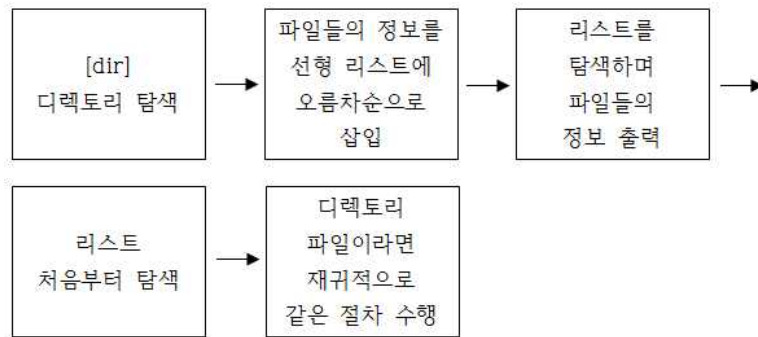 [dir]
디렉토리 탐색
파일들의 정보를
선형 리스트에
오름차순으로
삽입
리스트를
탐색하며
파일들의
정보 출력
리스트
처음부터 탐색
디렉토리
파일이라면
재귀적으로
같은 절차 수행